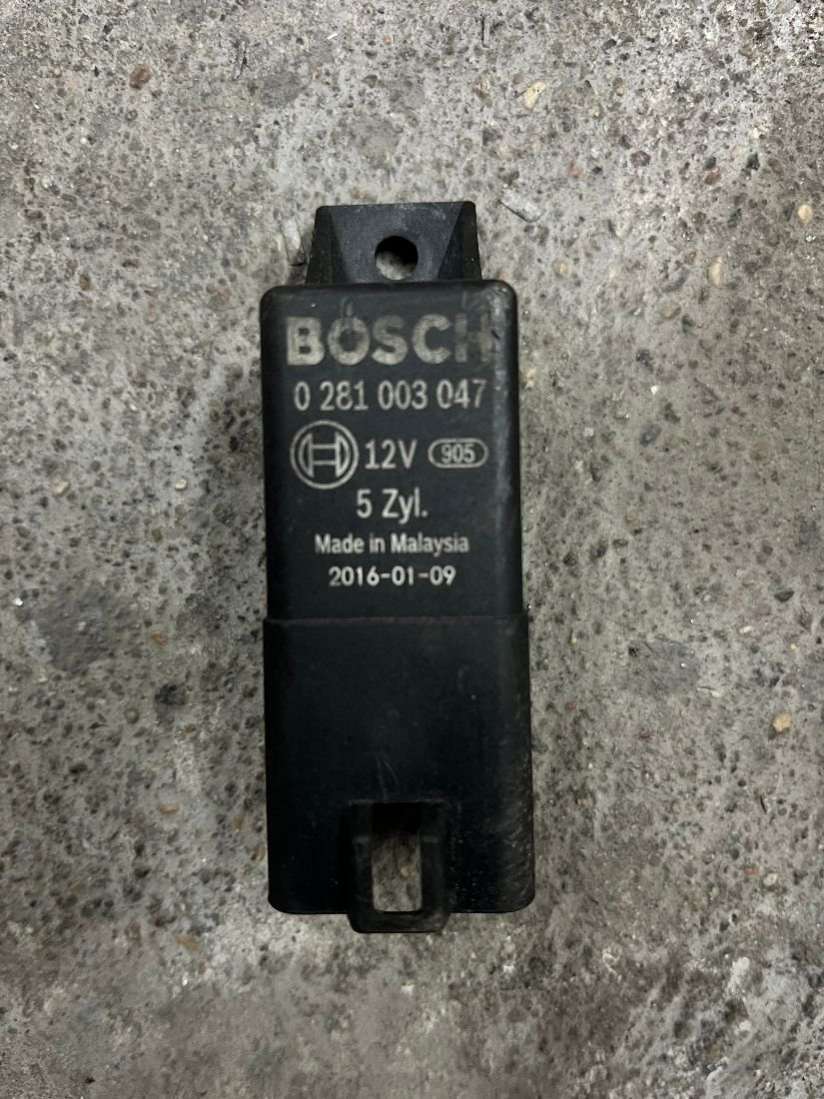 BOSCH
0 281 003 047
12V 905
5 Zyl.
Made in Malaysia
2016-01-09